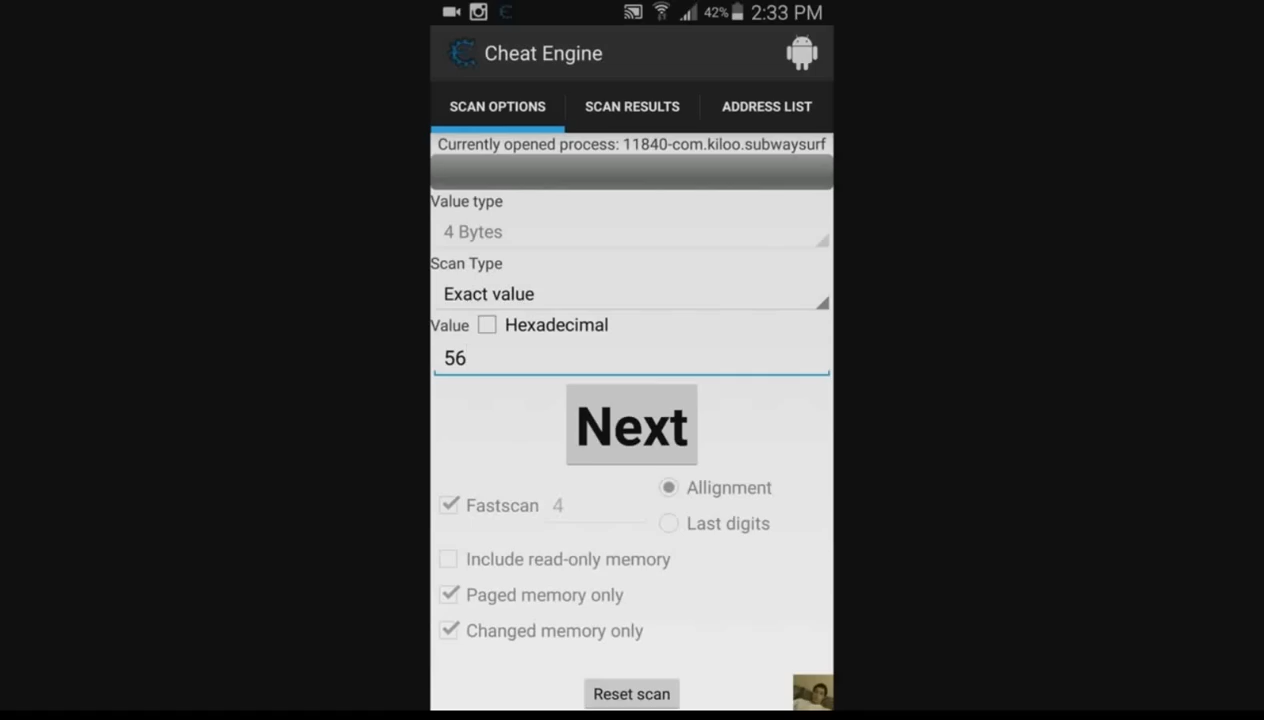 42% 2:33 PM
Cheat Engine
SCAN OPTIONS SCAN RESULTS ADDRESS LIST
Currently opened process: 11840-com.kiloo.subwaysurf
Value type
4 Bytes
Scan Type
Exact value
Value Hexadecimal
56
Next
Allignment
Fastscan 4
Last digits
Include read-only memory
Paged memory only
Changed memory only
Reset scan